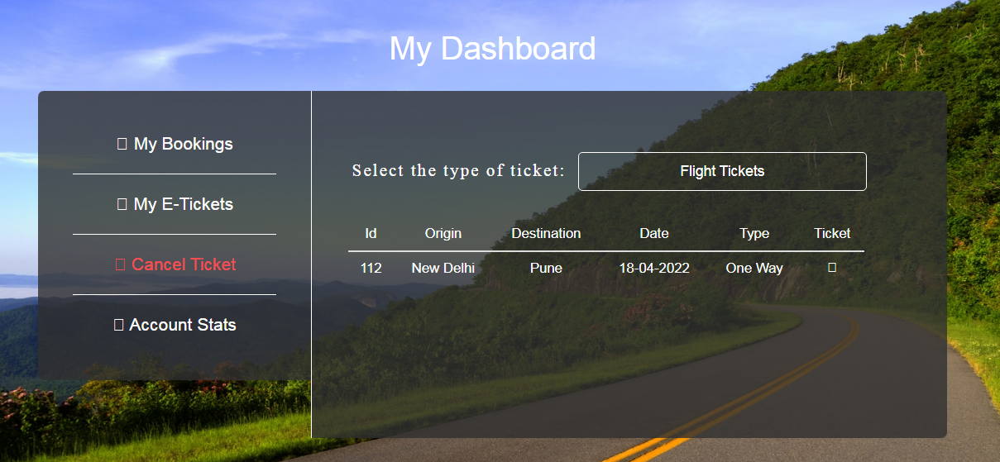 My Dashboard
My Bookings
My E-Tickets
Cancel Ticket
Account Stats
Select the type of ticket: Flight Tickets
Id Origin Destination Date Type Ticket
112 New Delhi Pune 18-04-2022 One Way